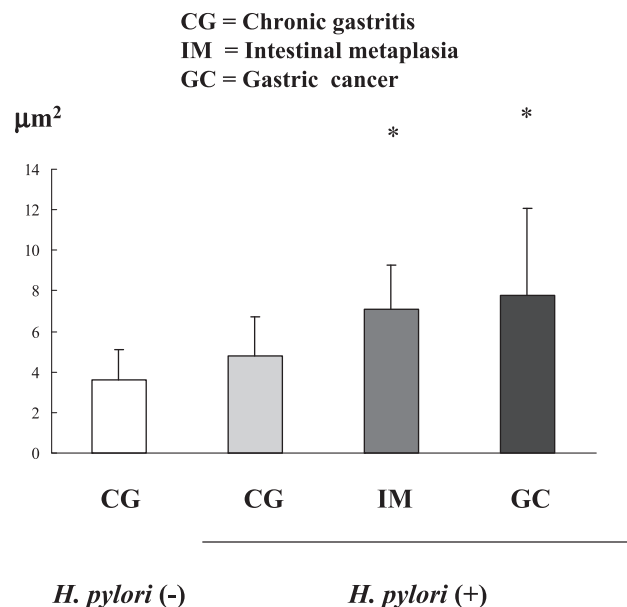 CG = Chronic gastritis
IM = Intestinal metaplasia
GC = Gastric cancer
μm²
* *
14
12
10
8
6
4
2
0
CG CG IM GC
H. pylori (-) H. pylori (+)